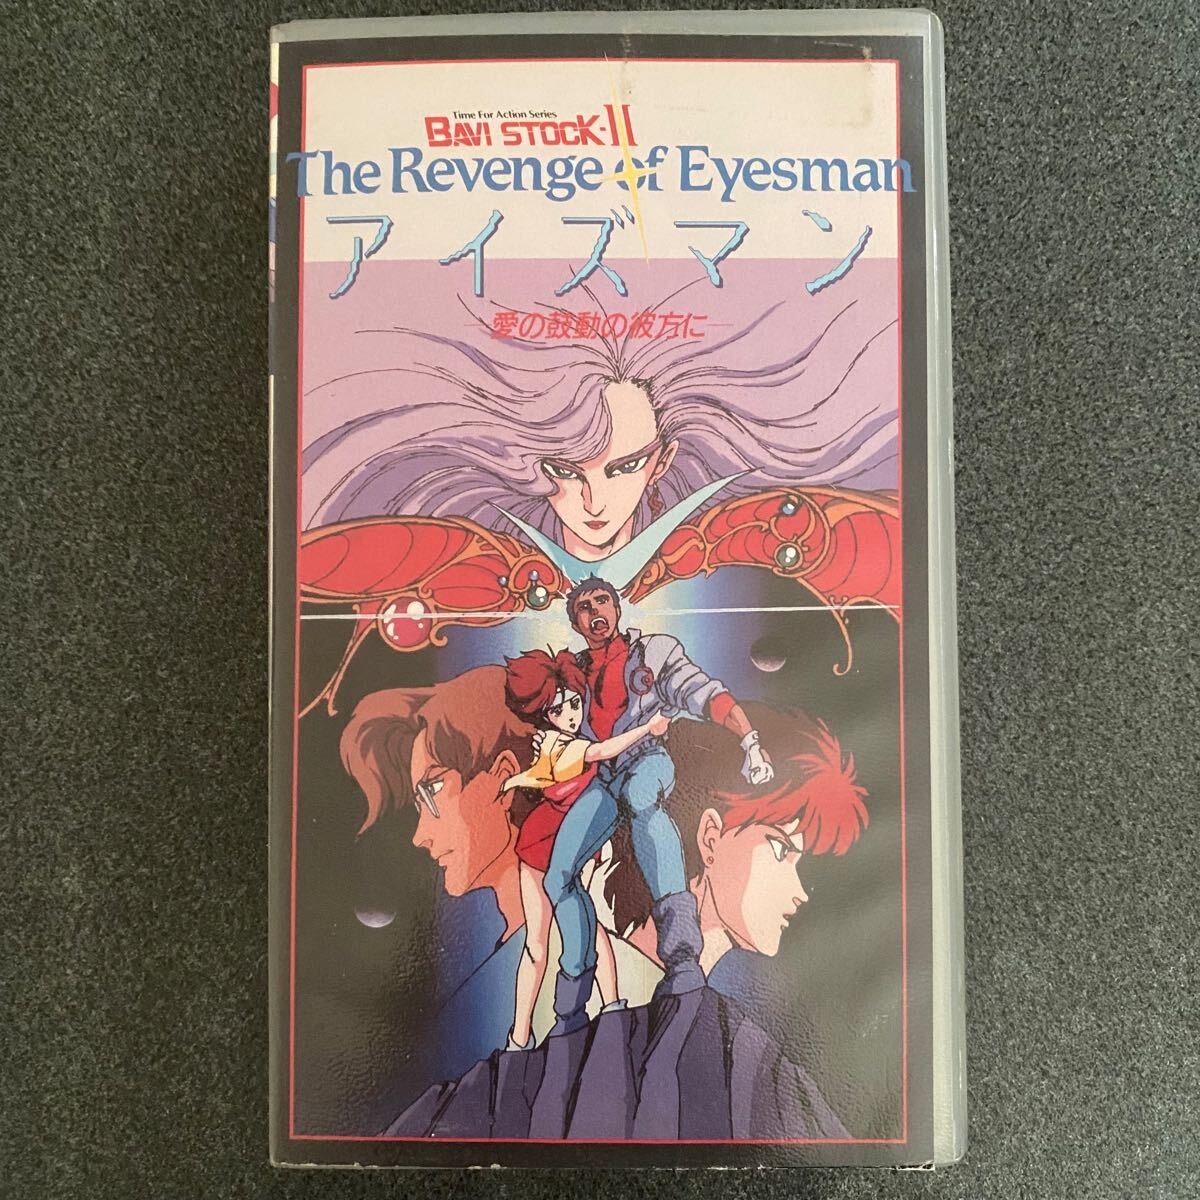 Time For Action Series
BAVI STOCK-II
The Revenge of Eyesman
アイズマン
—愛の鼓動の彼方に—